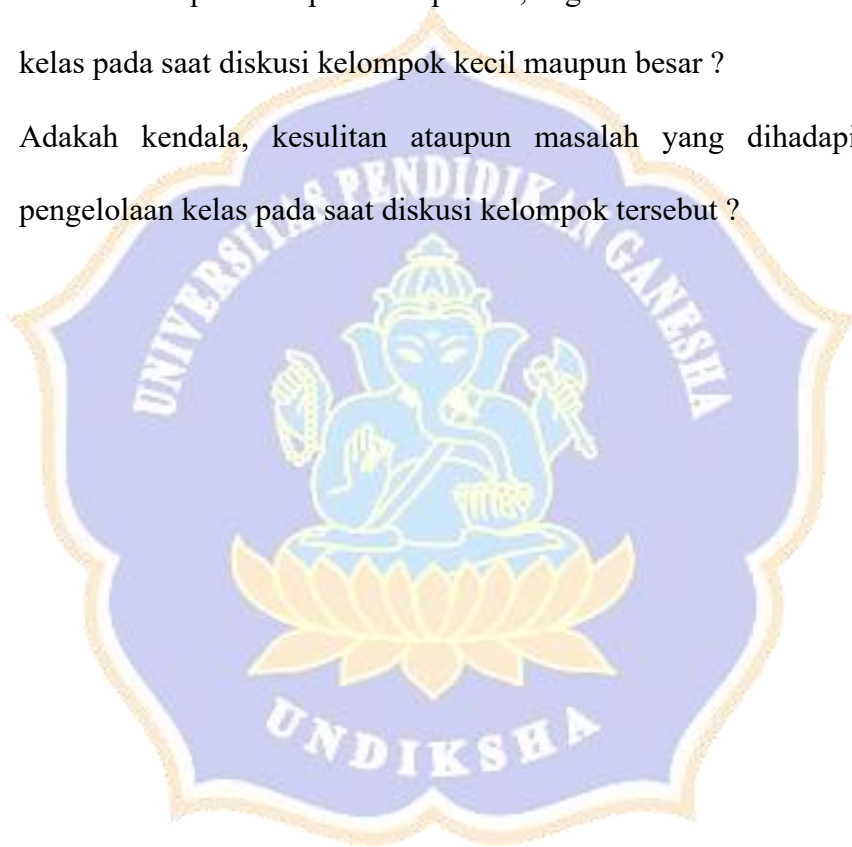 kelas pada saat diskusi kelompok kecil maupun besar ?
Adakah kendala, kesulitan ataupun masalah yang dihadapi
pengelolaan kelas pada saat diskusi kelompok tersebut ?
UNIVERSITAS PENDIDIKAN GANESHA
UNDIKSHA